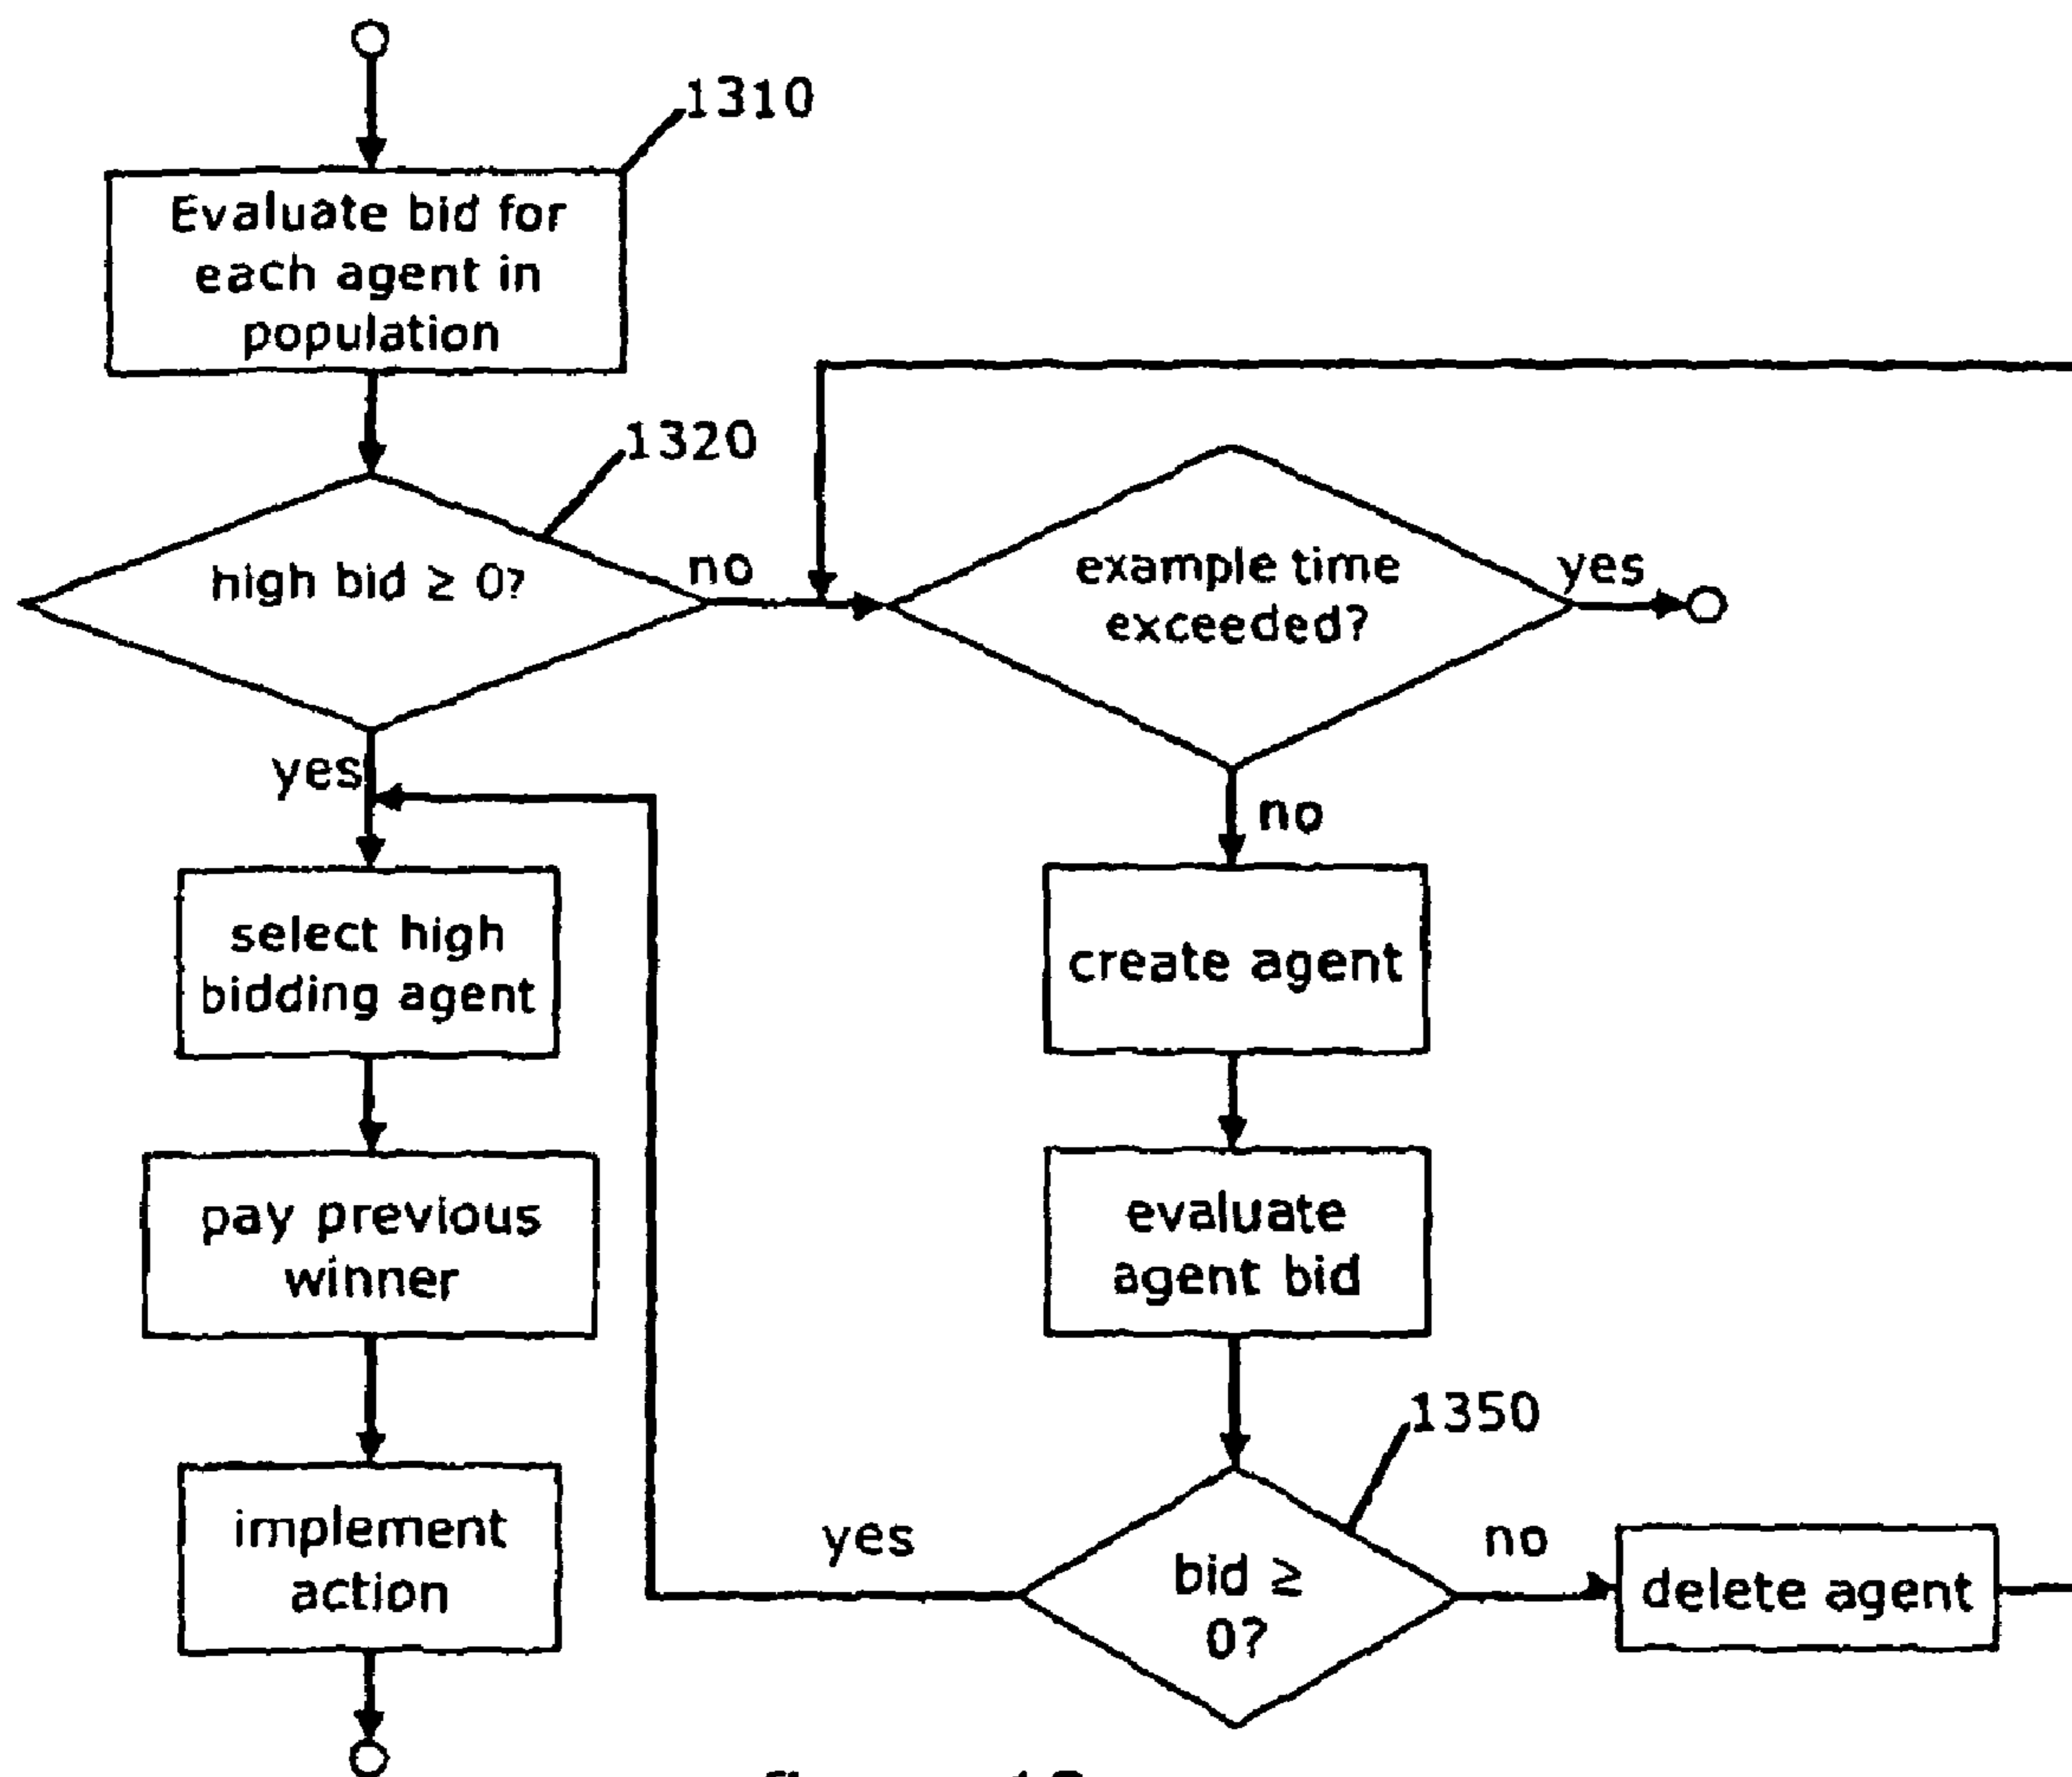 1310
Evaluate bid for
each agent in
population
1320
high bid ≥ 0?
no
example time
exceeded?
yes
yes
no
select high
bidding agent
create agent
pay previous
winner
evaluate
agent bid
1350
implement
action
yes
bid ≥
0?
no
delete agent